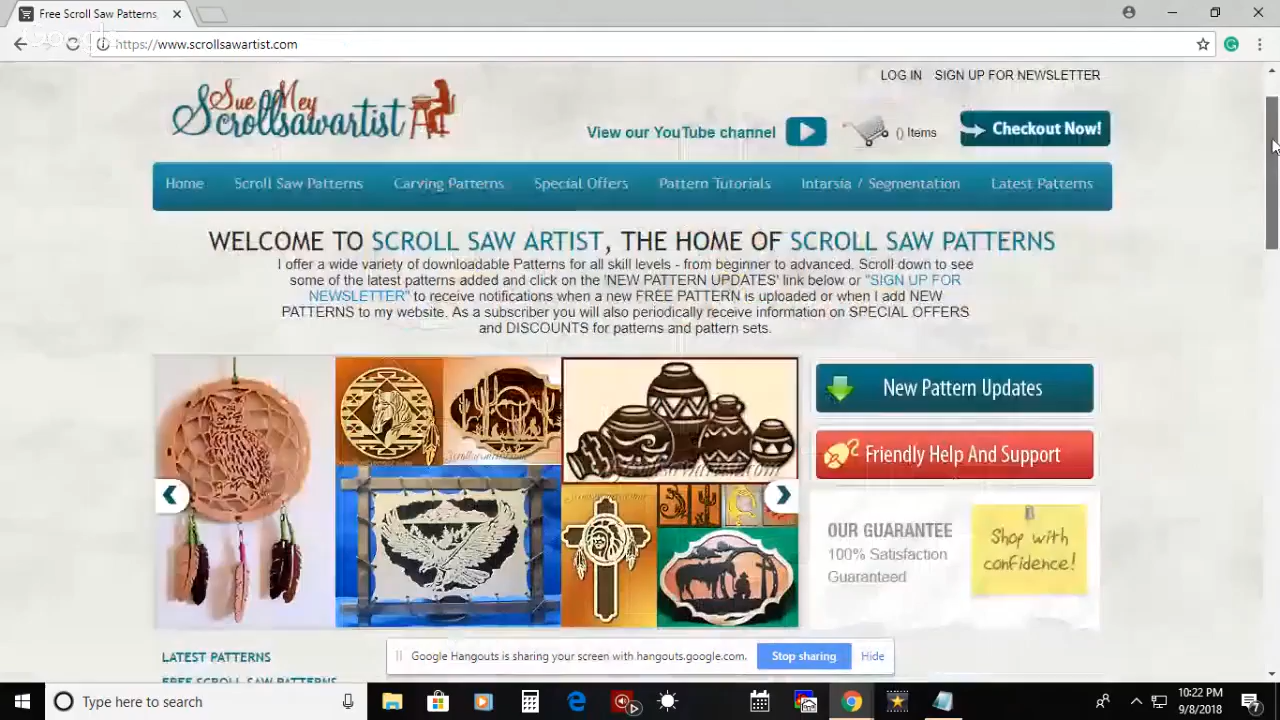 Free Scroll Saw Patterns,
Google
https://www.scrollsawartist.com
LOG IN SIGN UP FOR NEWSLETTER
Sue Mey
Scrollsawartist
View our YouTube channel
0 Items
Checkout Now!
Home Scroll Saw Patterns Carving Patterns Special Offers Pattern Tutorials Intarsia / Segmentation Latest Patterns
WELCOME TO SCROLL SAW ARTIST, THE HOME OF SCROLL SAW PATTERNS
I offer a wide variety of downloadable Patterns for all skill levels - from beginner to advanced. Scroll down to see
some of the latest patterns added and click on the 'NEW PATTERN UPDATES' link below or "SIGN UP FOR
NEWSLETTER" to receive notifications when a new FREE PATTERN is uploaded or when I add NEW
PATTERNS to my website. As a subscriber you will also periodically receive information on SPECIAL OFFERS
and DISCOUNTS for patterns and pattern sets.
New Pattern Updates
Friendly Help And Support
OUR GUARANTEE
100% Satisfaction
Guaranteed
Shop with
confidence!
LATEST PATTERNS
FREE SCROLL SAW PATTERNS
Google Hangouts is sharing your screen with hangouts.google.com.
Stop sharing
Hide
Type here to search
10:22 PM
9/8/2018
7